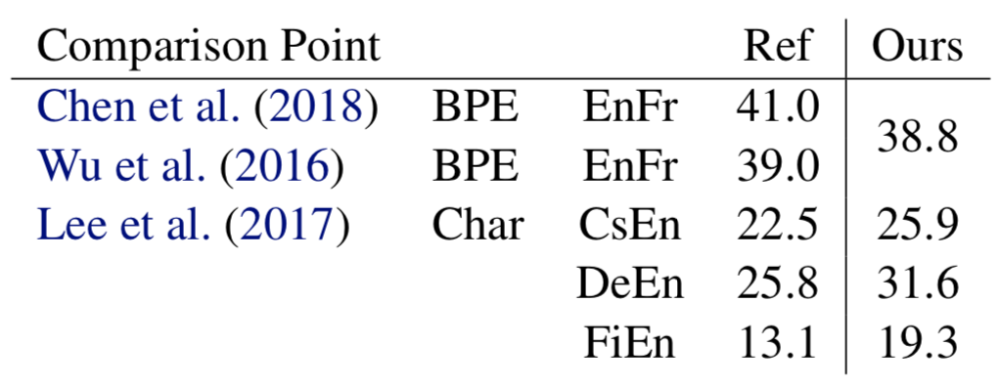 Comparison Point Ref Ours
Chen et al. (2018) BPE EnFr 41.0
38.8
Wu et al. (2016) BPE EnFr 39.0
Lee et al. (2017) Char CsEn 22.5 25.9
DeEn 25.8 31.6
FiEn 13.1 19.3